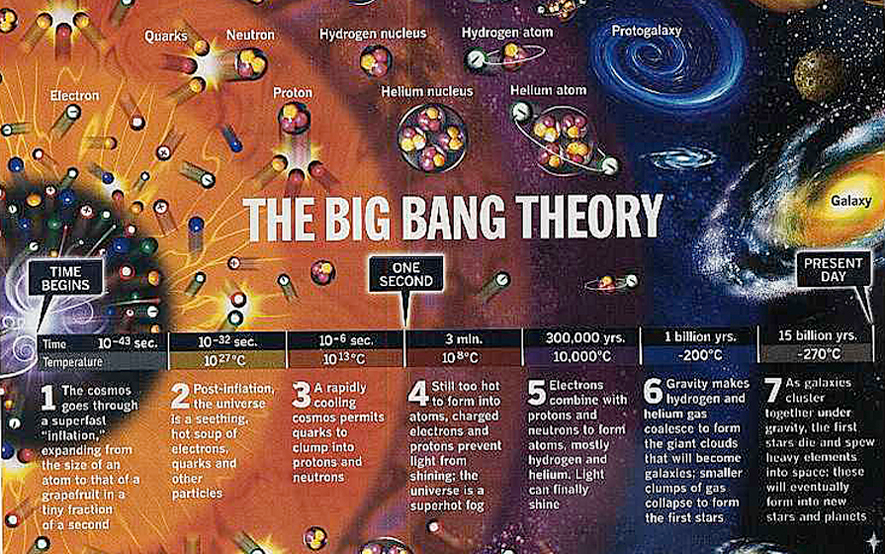 Quarks
Neutron
Hydrogen nucleus
Hydrogen atom
Protogalaxy
Electron
Proton
Helium nucleus
Helium atom
Galaxy
THE BIG BANG THEORY
TIME
BEGINS
ONE
SECOND
PRESENT
DAY
Time 10-43 sec. 10-32 sec. 10-6 sec. 3 min. 300,000 yrs. 1 billion yrs. 15 billion yrs.
Temperature 1027°C 1013°C 108°C 10,000°C -200°C -270°C
1 The cosmos
goes through
a superfast
"inflation,"
expanding from
the size of an
atom to that of a
grapefruit in a
tiny fraction
of a second
2 Post-inflation,
the universe
is a seething,
hot soup of
electrons,
quarks and
other
particles
3 A rapidly
cooling
cosmos permits
quarks to
clump into
protons and
neutrons
4 Still too hot
to form into
atoms, charged
electrons and
protons prevent
light from
shining; the
universe is a
superhot fog
5 Electrons
combine with
protons and
neutrons to form
atoms, mostly
hydrogen and
helium. Light
can finally
shine
6 Gravity makes
hydrogen and
helium gas
coalesce to form
the giant clouds
that will become
galaxies; smaller
clumps of gas
collapse to form
the first stars
7 As galaxies
cluster
together under
gravity, the first
stars die and spew
heavy elements
into space; these
will eventually
form into new
stars and planets